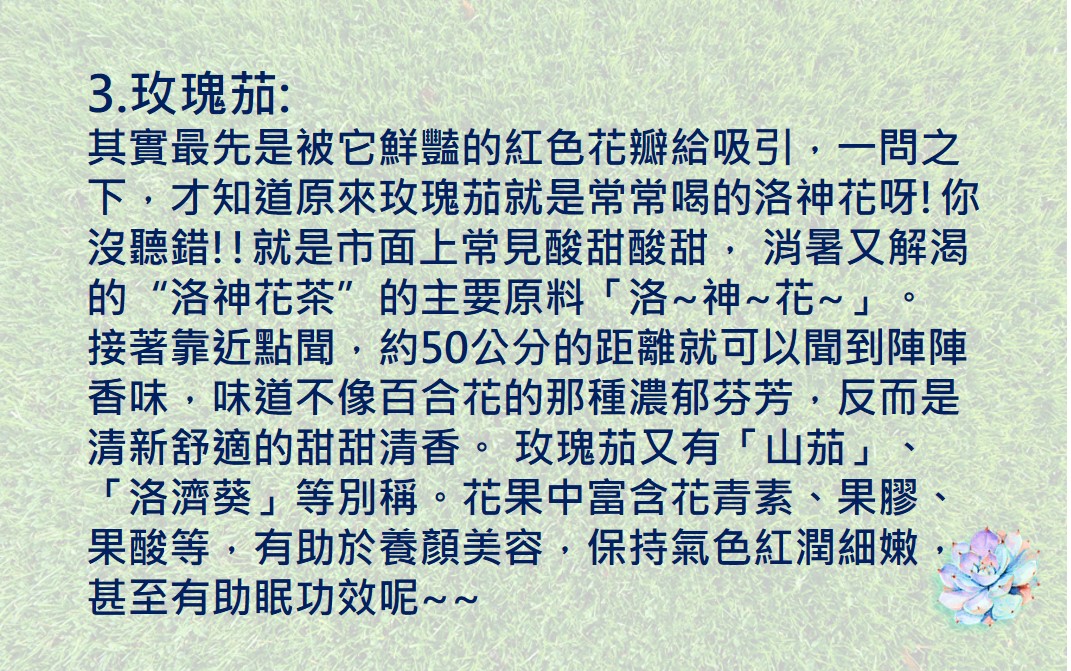 3.玫瑰茄:
其實最先是被它鮮豔的紅色花瓣給吸引，一問之
下，才知道原來玫瑰茄就是常常喝的洛神花呀!你
沒聽錯!!就是市面上常見酸甜酸甜， 消暑又解渴
的“洛神花茶”的主要原料「洛~神~花~」。
接著靠近點聞，約50公分的距離就可以聞到陣陣
香味，味道不像百合花的那種濃郁芬芳，反而是
清新舒適的甜甜清香。 玫瑰茄又有「山茄」、
「洛濟葵」等別稱。花果中富含花青素、果膠、
果酸等，有助於養顏美容，保持氣色紅潤細嫩，
甚至有助眠功效呢~~